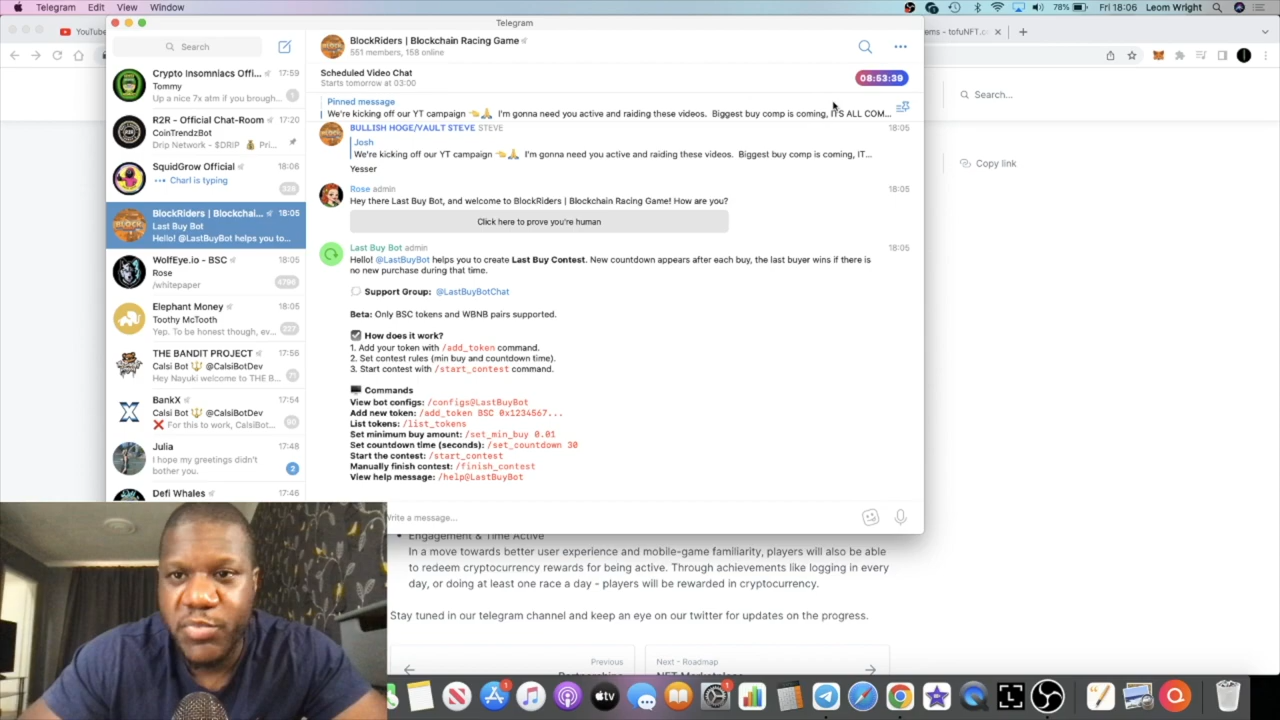 Telegram Edit View Window
78% Fri 18:06 Leom Wright
YouTube
Telegram
tems - tofuNFT.c
Search
Search...
Copy link
Crypto Insomniacs Offi... 17:59
Tommy
Up a nice 7x atm if you brough... 1
R2R - Official Chat-Room 17:20
CoinTrendzBot
Drip Network - $DRIP 💰 Pri...
SquidGrow Official 18:06
Charl is typing
BlockRiders | Blockchai... 18:05
Last Buy Bot
Hello! @LastBuyBot helps you to...
WolfEye.io - BSC 18:05
Rose
/whitepaper 4796
Elephant Money 18:05
Toothy McTooth
Yep. To be honest though, ev... 227
THE BANDIT PROJECT 17:56
Calsi Bot 🔱 @CalsiBotDev
Hey Nayuki welcome to THE B...
BankX 17:54
Calsi Bot 🔱 @CalsiBotDev
❌ For this to work, CalsiBot...
Julia 17:48
I hope my greetings didn't
bother you. 2
Defi Whales 17:46
BlockRiders | Blockchain Racing Game
551 members, 158 online
Scheduled Video Chat
Starts tomorrow at 03:00
08:53:39
Pinned message
We're kicking off our YT campaign 🤏🙏 I'm gonna need you active and raiding these videos. Biggest buy comp is coming, ITS ALL COM...
BULLISH HOGE/VAULT STEVE STEVE 18:05
Josh
We're kicking off our YT campaign 🤏🙏 I'm gonna need you active and raiding these videos. Biggest buy comp is coming, IT...
Yesser
Rose admin 18:05
Hey there Last Buy Bot, and welcome to BlockRiders | Blockchain Racing Game! How are you?
Click here to prove you're human
Last Buy Bot admin 18:05
Hello! @LastBuyBot helps you to create Last Buy Contest. New countdown appears after each buy, the last buyer wins if there is
no new purchase during that time.
💭 Support Group: @LastBuyBotChat
Beta: Only BSC tokens and WBNB pairs supported.
☑️ How does it work?
1. Add your token with /add_token command.
2. Set contest rules (min buy and countdown time).
3. Start contest with /start_contest command.
🖥 Commands
View bot configs: /configs@LastBuyBot
Add new token: /add_token BSC 0x1234567...
List tokens: /list_tokens
Set minimum buy amount: /set_min_buy 0.01
Set countdown time (seconds): /set_countdown 30
Start the contest: /start_contest
Manually finish contest: /finish_contest
View help message: /help@LastBuyBot
Write a message...
• Engagement & Time Active
In a move towards better user experience and mobile-game familiarity, players will also be able
to redeem cryptocurrency rewards for being active. Through achievements like logging in every
day, or doing at least one race a day - players will be rewarded in cryptocurrency.
Stay tuned in our telegram channel and keep an eye on our twitter for updates on the progress.
Previous
Next - Roadmap